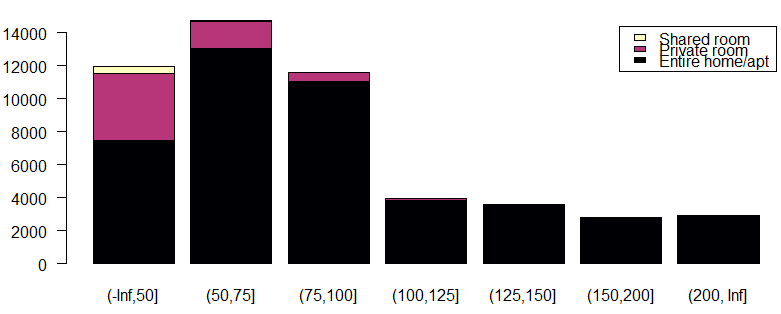 14000
12000
10000
8000
6000
4000
2000
0
Shared room
Private room
Entire home/apt
(-Inf,50]
(50,75]
(75,100]
(100,125]
(125,150]
(150,200]
(200, Inf]